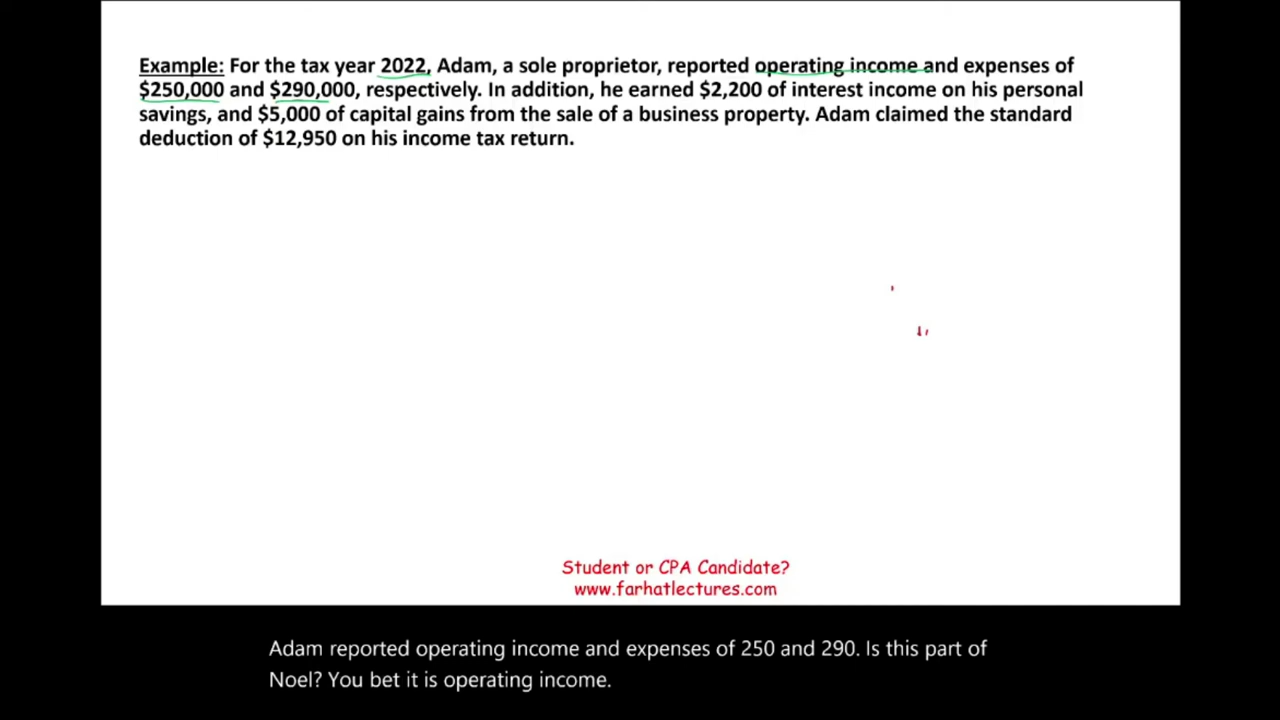 Example: For the tax year 2022, Adam, a sole proprietor, reported operating income and expenses of
$250,000 and $290,000, respectively. In addition, he earned $2,200 of interest income on his personal
savings, and $5,000 of capital gains from the sale of a business property. Adam claimed the standard
deduction of $12,950 on his income tax return.
Student or CPA Candidate?
www.farhatlectures.com
Adam reported operating income and expenses of 250 and 290. Is this part of
Noel? You bet it is operating income.